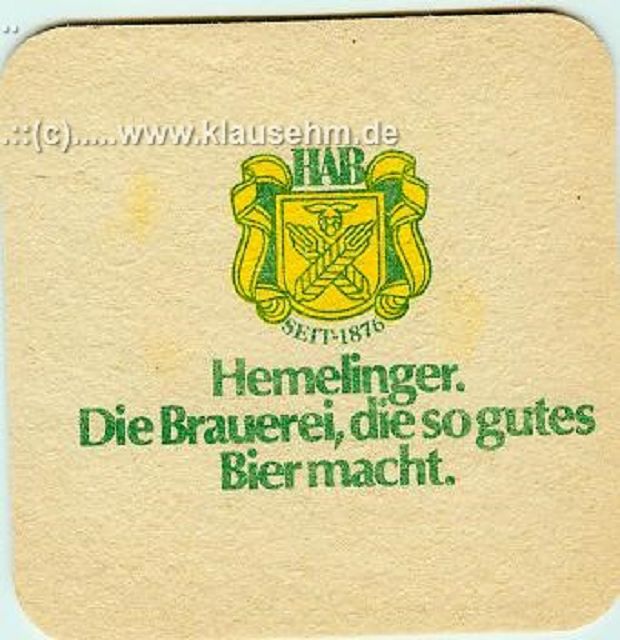 .::(c).....www.klausehm.de
HAB
SEIT·1876
Hemelinger.
Die Brauerei, die so gutes
Bier macht.